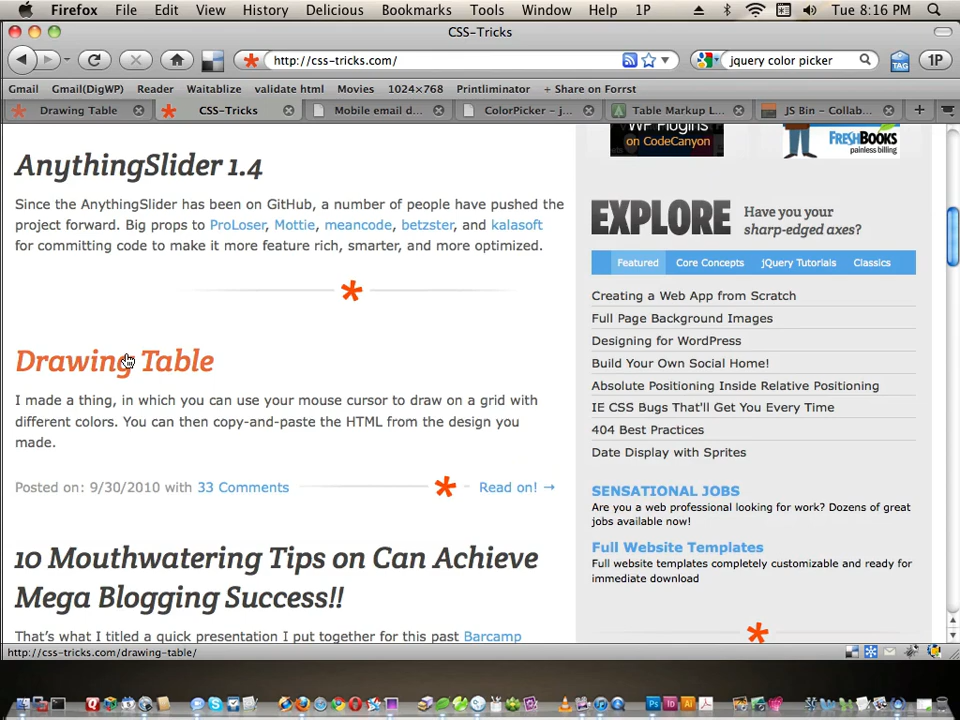 Firefox File Edit View History Delicious Bookmarks Tools Window Help 1P Tue 8:16 PM
CSS-Tricks
http://css-tricks.com/ jquery color picker TAG 1P
Gmail Gmail(DigWP) Reader Waitablize validate html Movies 1024×768 Printliminator + Share on Forrst
Drawing Table CSS-Tricks Mobile email d... ColorPicker – j... Table Markup L... JS Bin – Collab...
WP Plugins
on CodeCanyon
FRESHBOOKS
painless billing
AnythingSlider 1.4
Since the AnythingSlider has been on GitHub, a number of people have pushed the
project forward. Big props to ProLoser, Mottie, meancode, betzster, and kalasoft
for committing code to make it more feature rich, smarter, and more optimized.
Drawing Table
I made a thing, in which you can use your mouse cursor to draw on a grid with
different colors. You can then copy-and-paste the HTML from the design you
made.
Posted on: 9/30/2010 with 33 Comments Read on! →
10 Mouthwatering Tips on Can Achieve
Mega Blogging Success!!
That's what I titled a quick presentation I put together for this past Barcamp
EXPLORE Have you your
sharp-edged axes?
Featured Core Concepts jQuery Tutorials Classics
Creating a Web App from Scratch
Full Page Background Images
Designing for WordPress
Build Your Own Social Home!
Absolute Positioning Inside Relative Positioning
IE CSS Bugs That'll Get You Every Time
404 Best Practices
Date Display with Sprites
SENSATIONAL JOBS
Are you a web professional looking for work? Dozens of great
jobs available now!
Full Website Templates
Full website templates completely customizable and ready for
immediate download
http://css-tricks.com/drawing-table/
Ps Id Ai